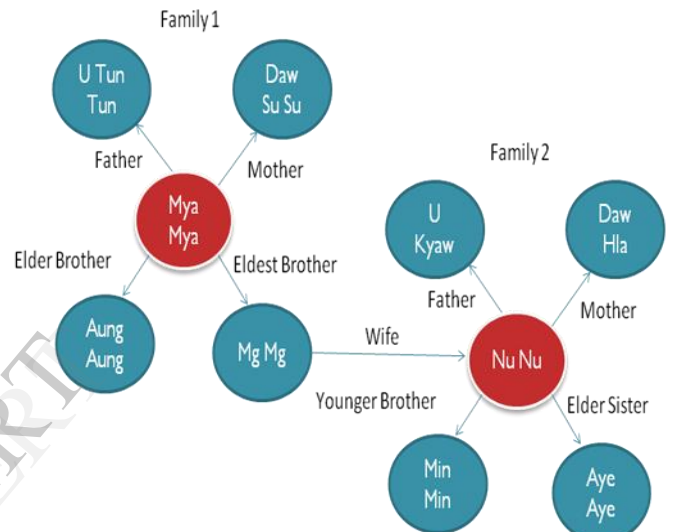 Family 1
U Tun
Tun
Daw
Su Su
Father
Mother
Mya
Mya
Elder Brother
Eldest Brother
Aung
Aung
Mg Mg
Wife
Family 2
U
Kyaw
Daw
Hla
Father
Mother
Nu Nu
Younger Brother
Elder Sister
Min
Min
Aye
Aye